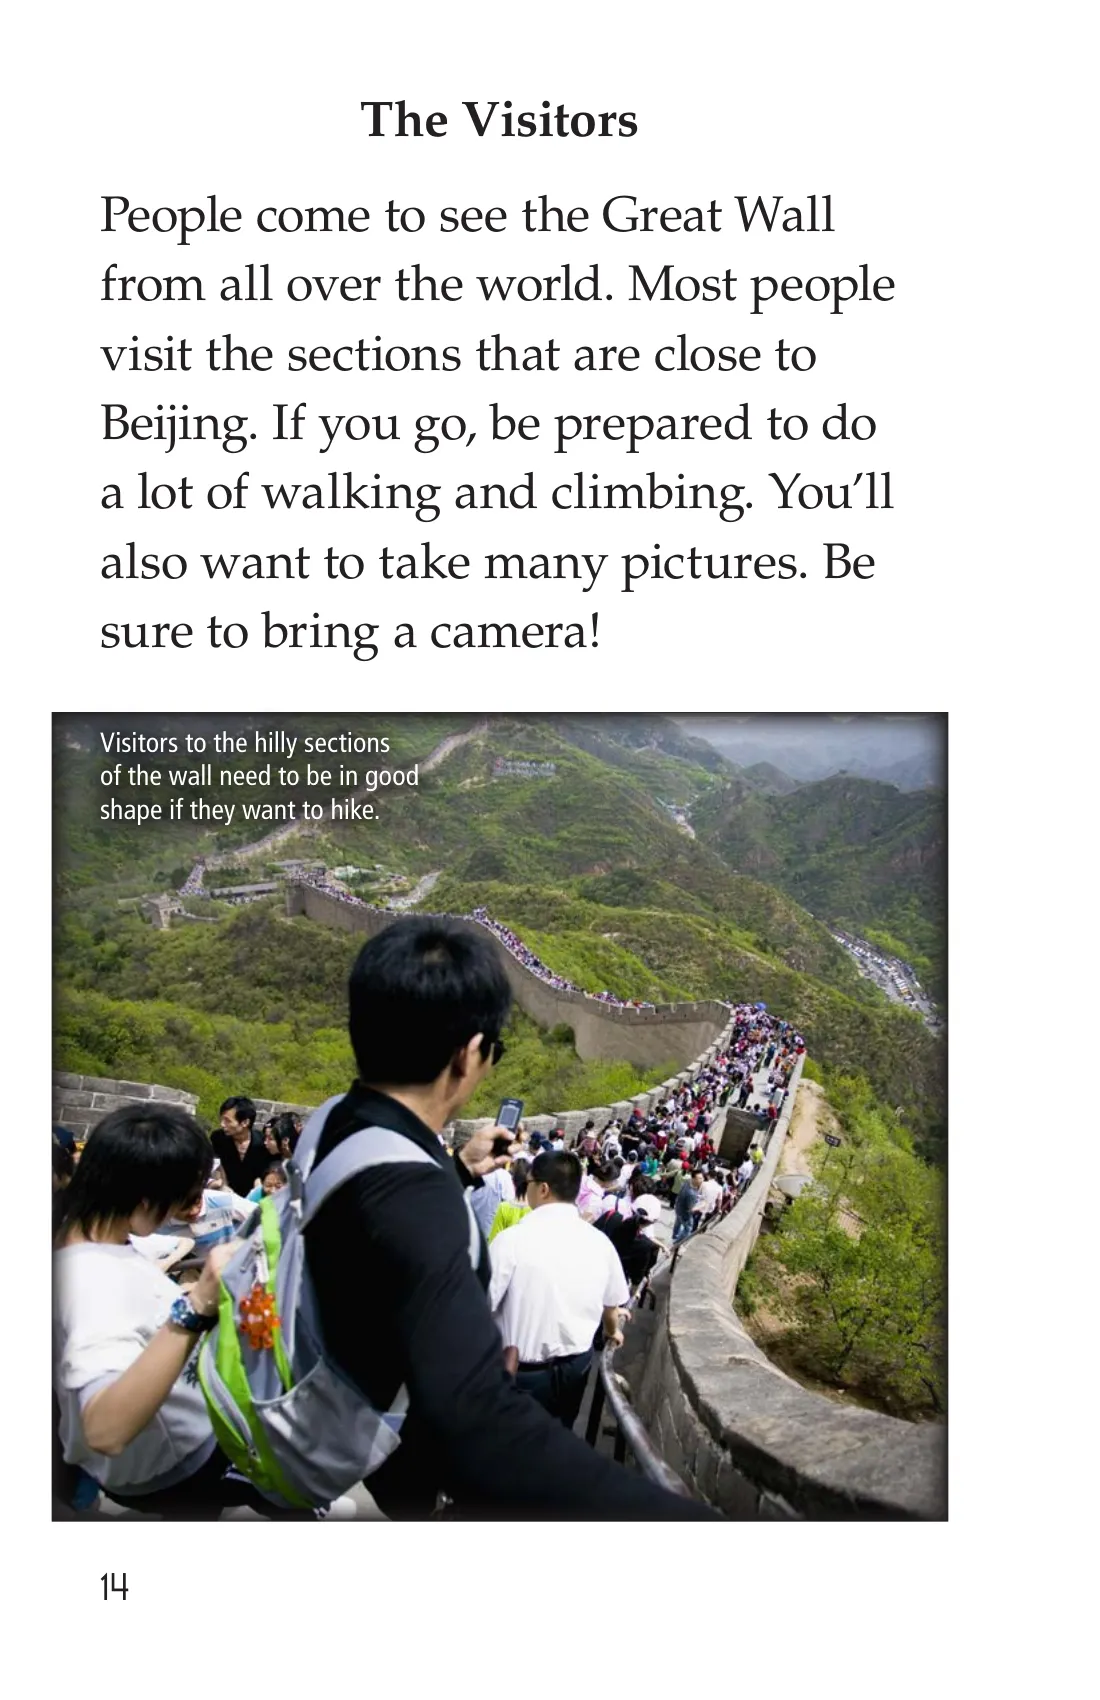 The Visitors
People come to see the Great Wall
from all over the world. Most people
visit the sections that are close to
Beijing. If you go, be prepared to do
a lot of walking and climbing. You’ll
also want to take many pictures. Be
sure to bring a camera!
Visitors to the hilly sections
of the wall need to be in good
shape if they want to hike.
14